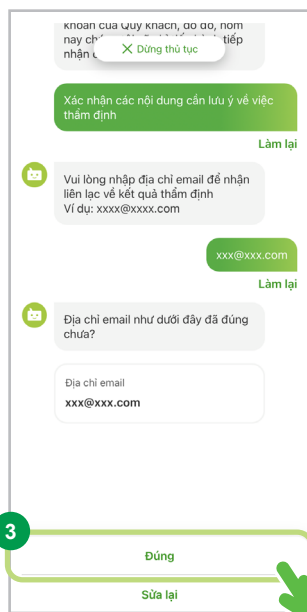 khoản của Quý khách, do đó, hôm
nay
tiếp
nhận
✕ Dừng thủ tục
Xác nhận các nội dung cần lưu ý về việc
thẩm định
Làm lại
Vui lòng nhập địa chỉ email để nhận
liên lạc về kết quả thẩm định
Ví dụ: xxxx@xxxx.com
xxx@xxx.com
Làm lại
Địa chỉ email như dưới đây đã đúng
chưa?
Địa chỉ email
xxx@xxx.com
3
Đúng
Sửa lại